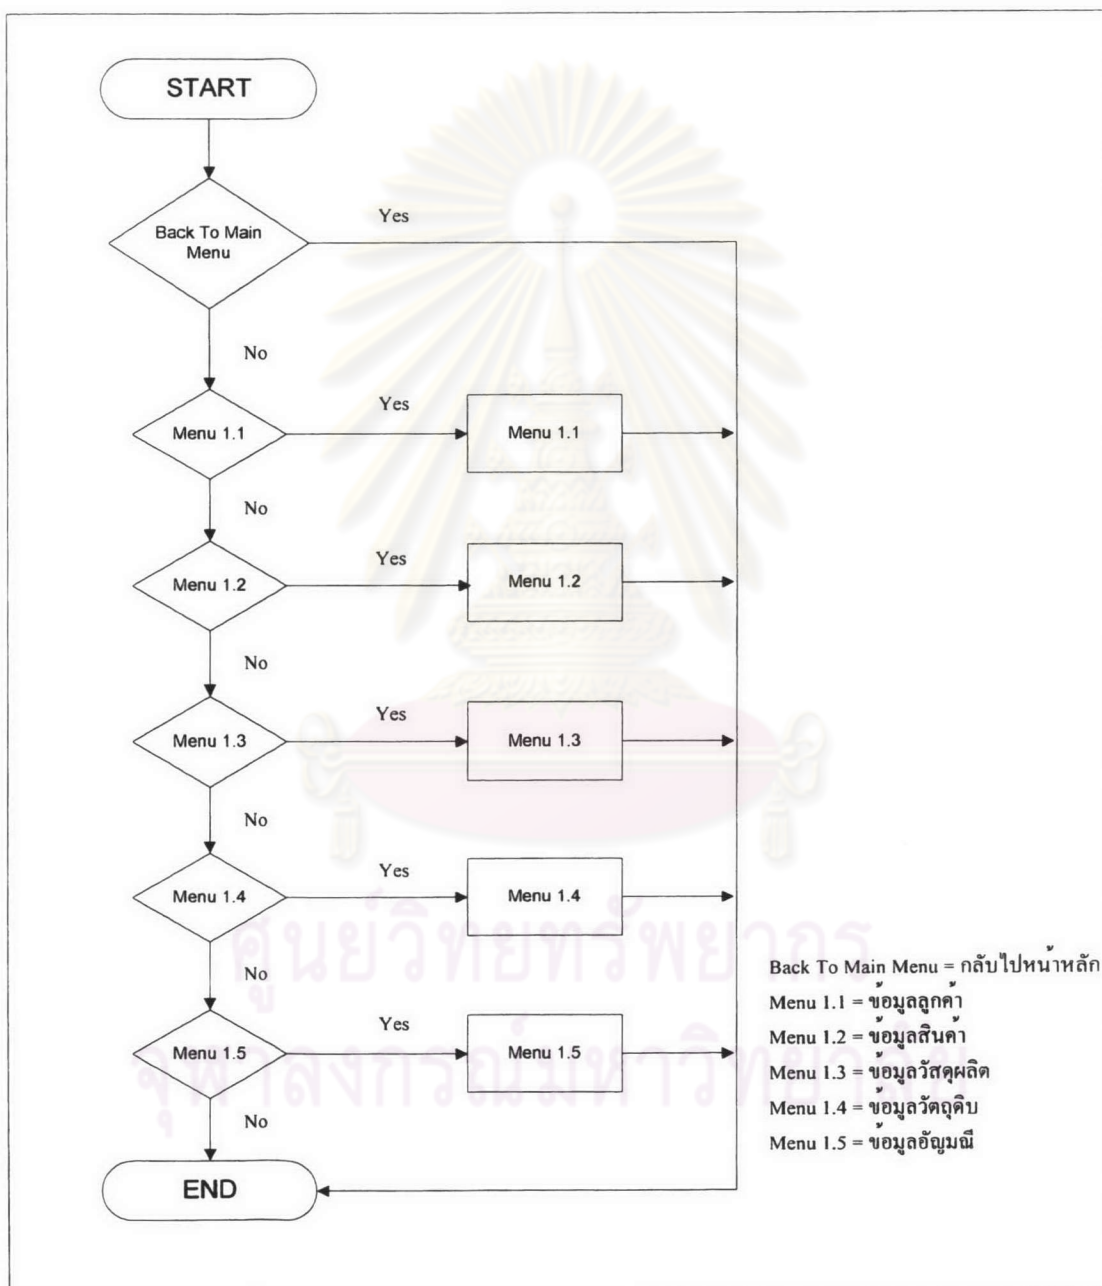 START
Back To Main
Menu
Yes
No
Menu 1.1
Yes
Menu 1.1
No
Menu 1.2
Yes
Menu 1.2
No
Menu 1.3
Yes
Menu 1.3
No
Menu 1.4
Yes
Menu 1.4
No
Menu 1.5
Yes
Menu 1.5
No
END
Back To Main Menu = กลับไปหน้าหลัก
Menu 1.1 = ข้อมูลลูกค้า
Menu 1.2 = ข้อมูลสินค้า
Menu 1.3 = ข้อมูลวัสดุผลิต
Menu 1.4 = ข้อมูลวัตถุดิบ
Menu 1.5 = ข้อมูลอัญมณี
ศูนย์วิทยทรัพยากร
จุฬาลงกรณ์มหาวิทยาลัย